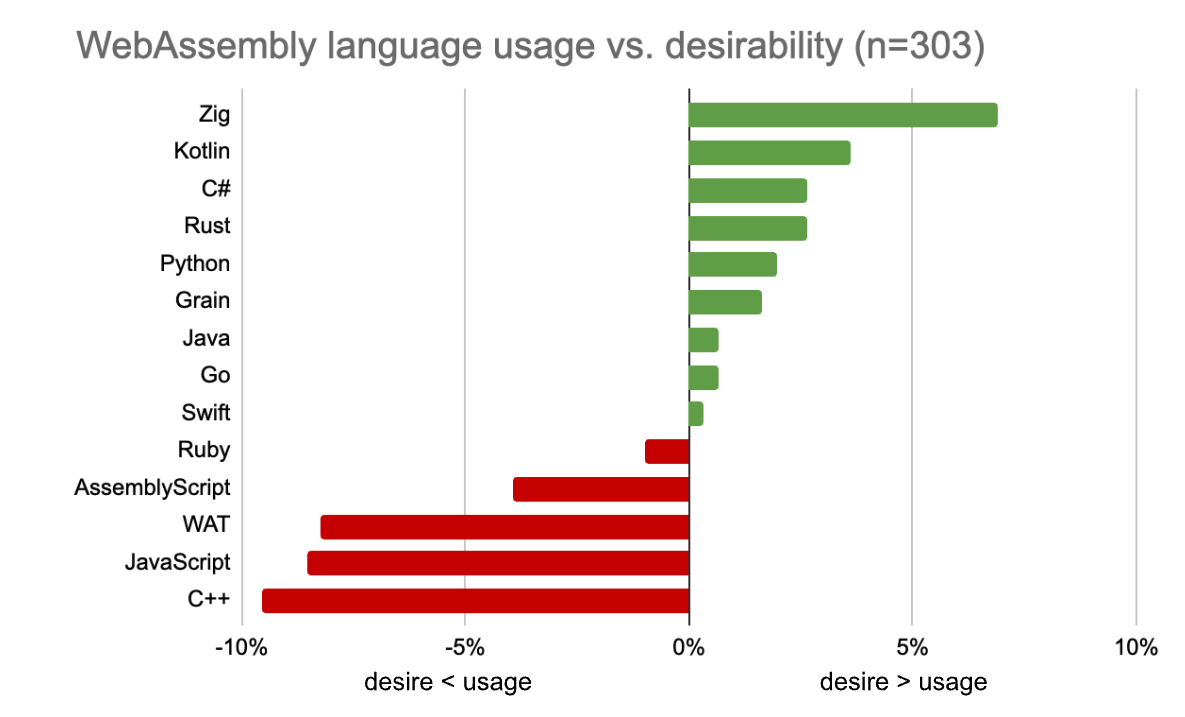 WebAssembly language usage vs. desirability (n=303)
Zig
Kotlin
C#
Rust
Python
Grain
Java
Go
Swift
Ruby
AssemblyScript
WAT
JavaScript
C++
-10% -5% 0% 5% 10%
desire < usage desire > usage